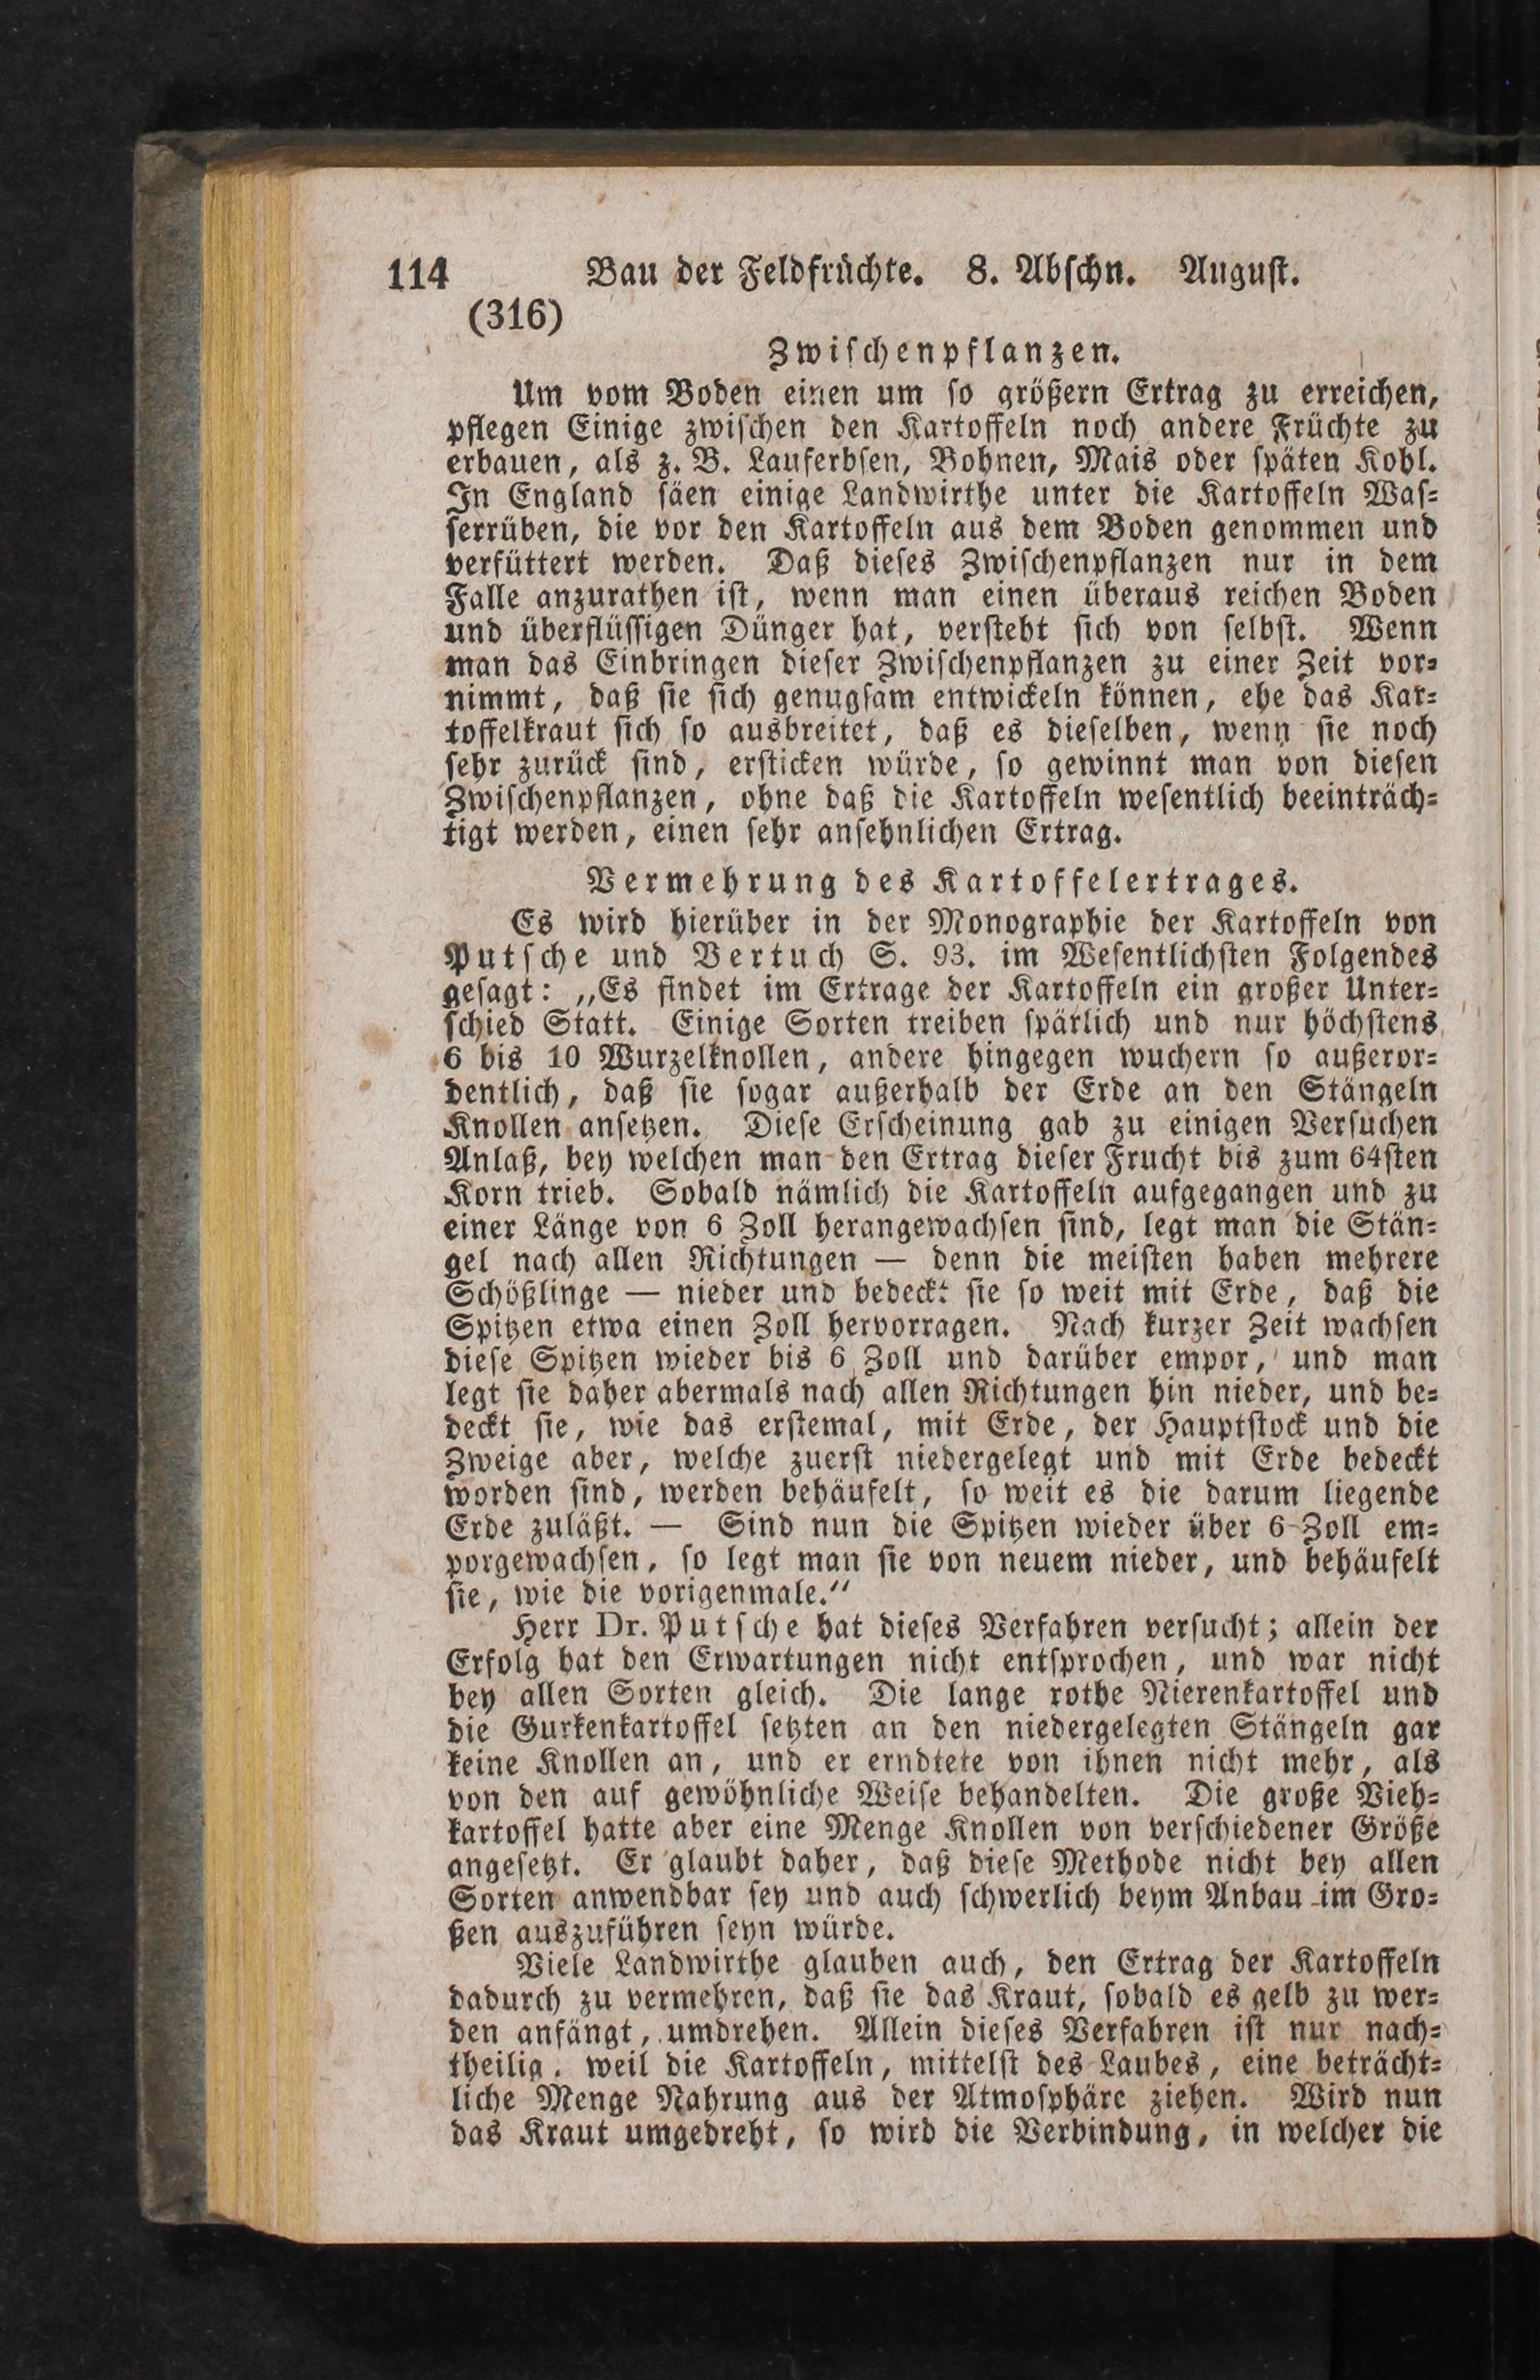 114 Bau der Feldfrüchte. 8. Abschn. August.
(316)
Zwischenpflanzen.
Um vom Boden einen um so größern Ertrag zu erreichen,
pflegen Einige zwischen den Kartoffeln noch andere Früchte zu
erbauen, als z. B. Lauferbsen, Bohnen, Mais oder späten Kohl.
In England säen einige Landwirthe unter die Kartoffeln Was-
serrüben, die vor den Kartoffeln aus dem Boden genommen und
verfüttert werden. Daß dieses Zwischenpflanzen nur in dem
Falle anzurathen ist, wenn man einen überaus reichen Boden
und überflüssigen Dünger hat, versteht sich von selbst. Wenn
man das Einbringen dieser Zwischenpflanzen zu einer Zeit vor-
nimmt, daß sie sich genugsam entwickeln können, ehe das Kar-
toffelkraut sich so ausbreitet, daß es dieselben, wenn sie noch
sehr zurück sind, ersticken würde, so gewinnt man von diesen
Zwischenpflanzen, ohne daß die Kartoffeln wesentlich beeinträch-
tigt werden, einen sehr ansehnlichen Ertrag.
Vermehrung des Kartoffelertrages.
Es wird hierüber in der Monographie der Kartoffeln von
Putsche und Vertuch S. 93. im Wesentlichsten Folgendes
gesagt: „Es findet im Ertrage der Kartoffeln ein großer Unter-
schied Statt. Einige Sorten treiben spärlich und nur höchstens
6 bis 10 Wurzelknollen, andere hingegen wuchern so außeror-
dentlich, daß sie sogar außerhalb der Erde an den Stängeln
Knollen ansetzen. Diese Erscheinung gab zu einigen Versuchen
Anlaß, bey welchen man den Ertrag dieser Frucht bis zum 64sten
Korn trieb. Sobald nämlich die Kartoffeln aufgegangen und zu
einer Länge von 6 Zoll herangewachsen sind, legt man die Stän-
gel nach allen Richtungen — denn die meisten haben mehrere
Schößlinge — nieder und bedeckt sie so weit mit Erde, daß die
Spitzen etwa einen Zoll hervorragen. Nach kurzer Zeit wachsen
diese Spitzen wieder bis 6 Zoll und darüber empor, und man
legt sie daher abermals nach allen Richtungen hin nieder, und be-
deckt sie, wie das erstemal, mit Erde, der Hauptstock und die
Zweige aber, welche zuerst niedergelegt und mit Erde bedeckt
worden sind, werden behäufelt, so weit es die darum liegende
Erde zuläßt. — Sind nun die Spitzen wieder über 6 Zoll em-
porgewachsen, so legt man sie von neuem nieder, und behäufelt
sie, wie die vorigenmale.“
Herr Dr. Putsche hat dieses Verfahren versucht; allein der
Erfolg hat den Erwartungen nicht entsprochen, und war nicht
bey allen Sorten gleich. Die lange rothe Nierenkartoffel und
die Gurkenkartoffel setzten an den niedergelegten Stängeln gar
keine Knollen an, und er erndtete von ihnen nicht mehr, als
von den auf gewöhnliche Weise behandelten. Die große Vieh-
kartoffel hatte aber eine Menge Knollen von verschiedener Größe
angesetzt. Er glaubt daher, daß diese Methode nicht bey allen
Sorten anwendbar sey und auch schwerlich beym Anbau im Gro-
ßen auszuführen seyn würde.
Viele Landwirthe glauben auch, den Ertrag der Kartoffeln
dadurch zu vermehren, daß sie das Kraut, sobald es gelb zu wer-
den anfängt, umdrehen. Allein dieses Verfahren ist nur nach-
theilig, weil die Kartoffeln, mittelst des Laubes, eine beträcht-
liche Menge Nahrung aus der Atmosphäre ziehen. Wird nun
das Kraut umgedreht, so wird die Verbindung, in welcher die